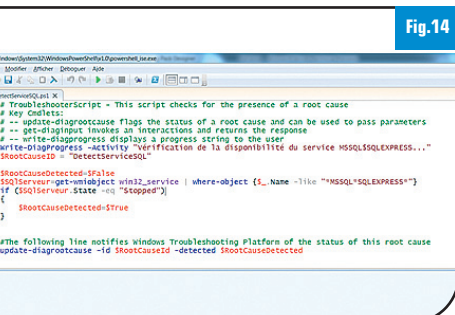 Fig.14
indows\System32\WindowsPowerShell\v1.0\powershell_ise.exe
Modifier Afficher Déboguer Aide
etectServiceSQL.ps1 X
# TroubleshooterScript - This script checks for the presence of a root cause
# Key Cmdlets:
# -- update-diagrootcause flags the status of a root cause and can be used to pass parameters
# -- get-diaginput invokes an interactions and returns the response
# -- write-diagprogress displays a progress string to the user
Write-DiagProgress -Activity "Vérification de la disponibilité du service MSSQL$SQLEXPRESS..."
$RootCauseID = "DetectServiceSQL"
$RootCauseDetected=$False
$SQlServeur=get-wmiobject win32_service | where-object {$_.Name -like "*MSSQL*SQLEXPRESS*"}
if ($SQlServeur.State -eq "Stopped")
{
$RootCauseDetected=$True
}
#The following line notifies Windows Troubleshooting Platform of the status of this root cause
update-diagrootcause -id $RootCauseId -detected $RootCauseDetected